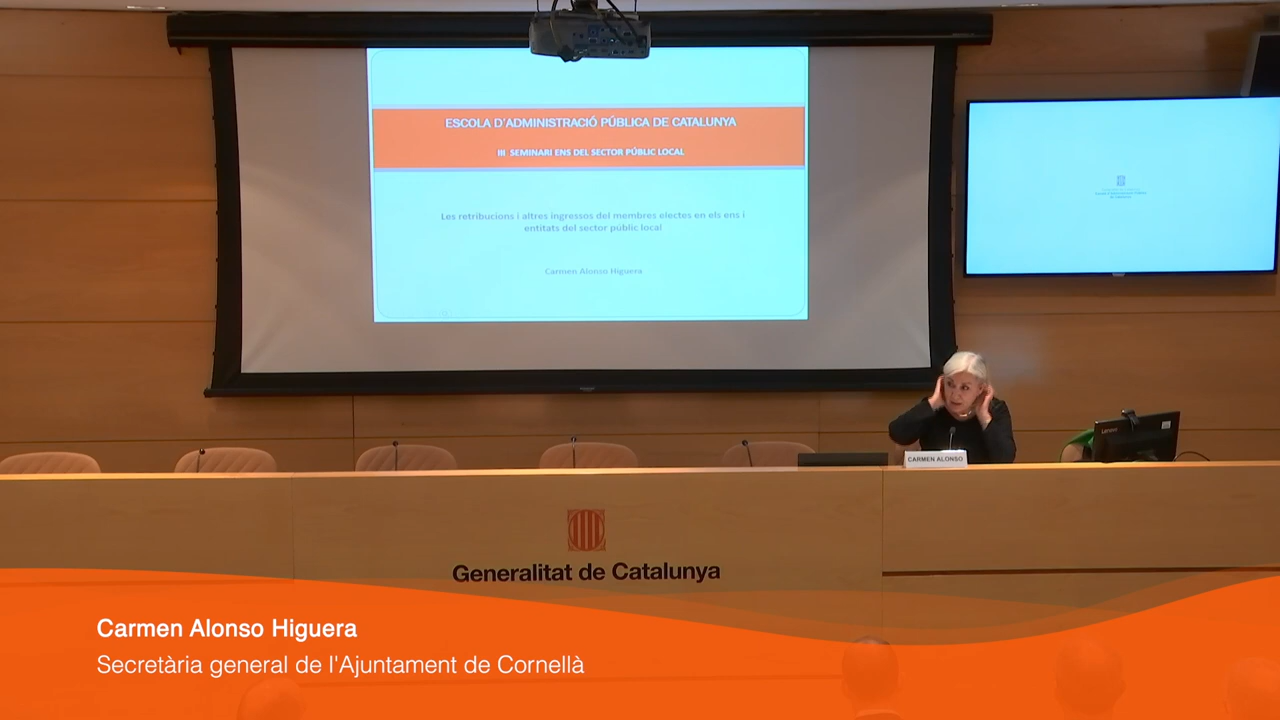 ESCOLA D'ADMINISTRACIÓ PÚBLICA DE CATALUNYA
III SEMINARI ENS DEL SECTOR PÚBLIC LOCAL
Les retribucions i altres ingressos del membres electes en els ens i
entitats del sector públic local
Carmen Alonso Higuera
CARMEN ALONSO
Lenovo
Generalitat de Catalunya
Carmen Alonso Higuera
Secretària general de l'Ajuntament de Cornellà